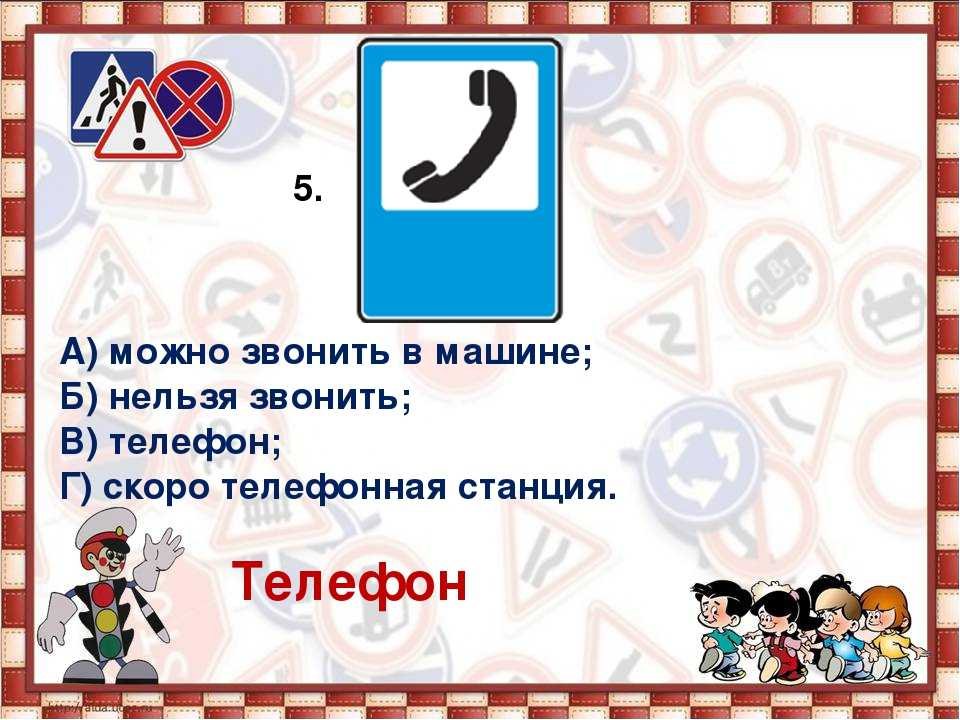 5.
А) можно звонить в машине;
Б) нельзя звонить;
В) телефон;
Г) скоро телефонная станция.
Телефон